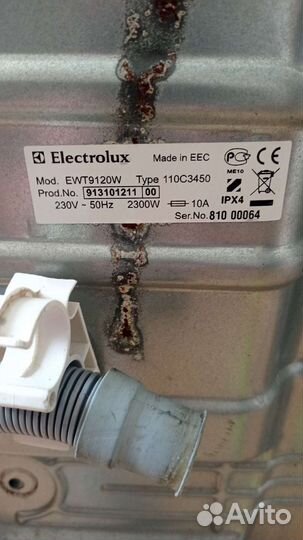 Electrolux Made in EEC
Mod. EWT9120W Type 110C3450
Prod.No. 913101211 00
ME10
230V ~ 50Hz 2300W 10A IPX4
Ser.No. 810 00064
Avito